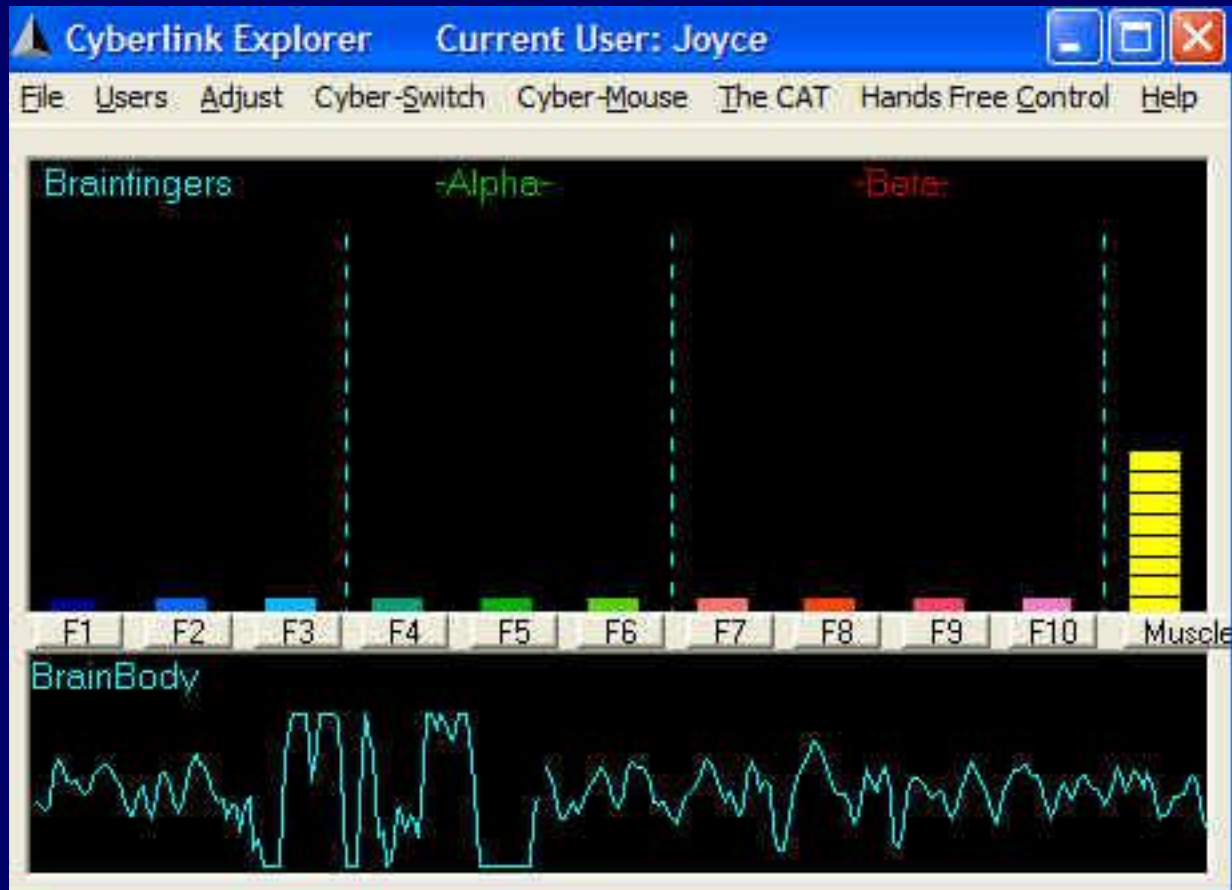 Cyberlink Explorer Current User: Joyce
File Users Adjust Cyber-Switch Cyber-Mouse The CAT Hands Free Control Help
Brainfingers -Alpha- -Beta-
F1 F2 F3 F4 F5 F6 F7 F8 F9 F10 Muscle
BrainBody